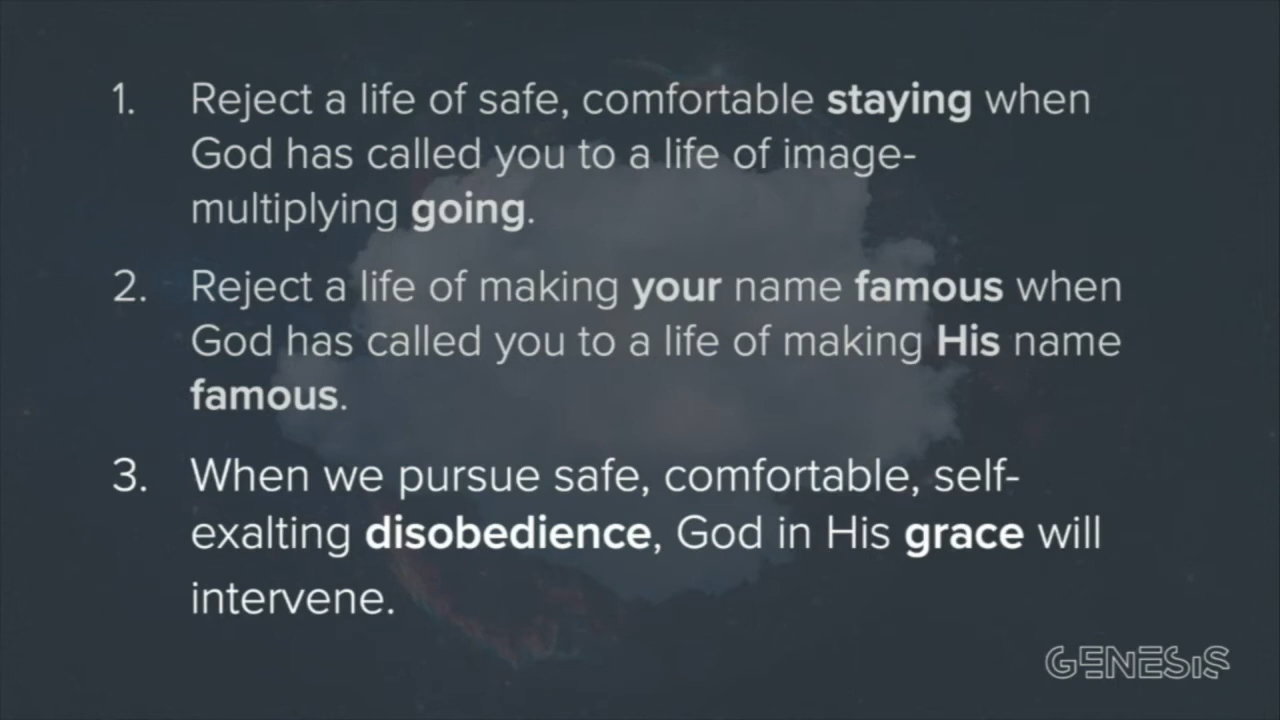 1. Reject a life of safe, comfortable staying when
God has called you to a life of image-
multiplying going.
2. Reject a life of making your name famous when
God has called you to a life of making His name
famous.
3. When we pursue safe, comfortable, self-
exalting disobedience, God in His grace will
intervene.
GENESIS